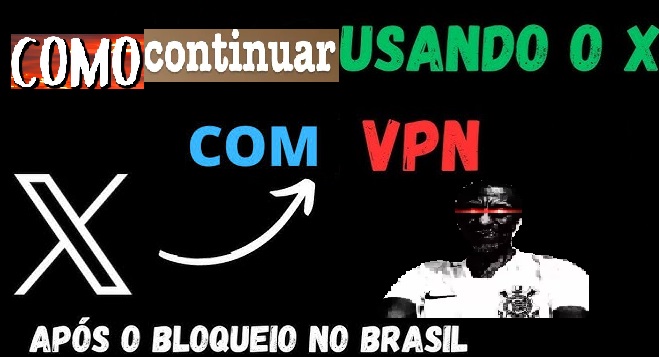 COMO continuar USANDO O X
COM VPN
X
APÓS O BLOQUEIO NO BRASIL